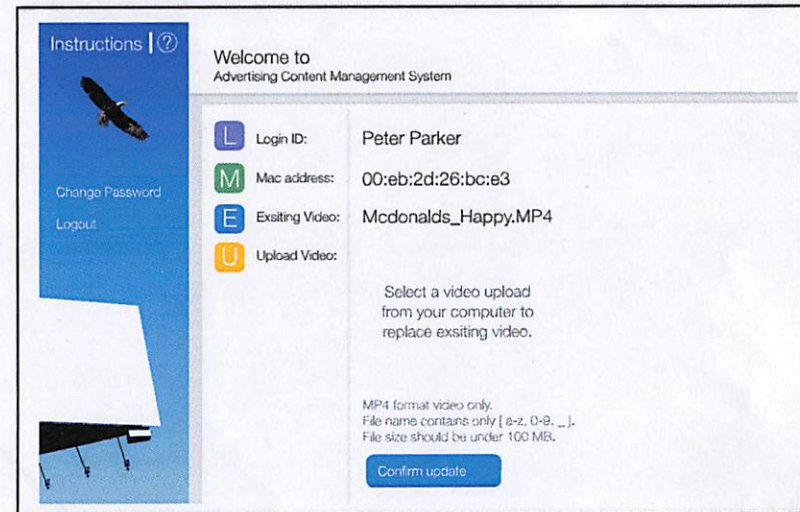 Instructions | ?
Welcome to
Advertising Content Management System
Change Password
Logout
L Login ID: Peter Parker
M Mac address: 00:eb:2d:26:bc:e3
E Exsiting Video: Mcdonalds_Happy.MP4
U Upload Video:
Select a video upload
from your computer to
replace exsiting video.
MP4 format video only.
File name contains only [ a-z, 0-9, _ ].
File size should be under 100 MB.
Confirm update